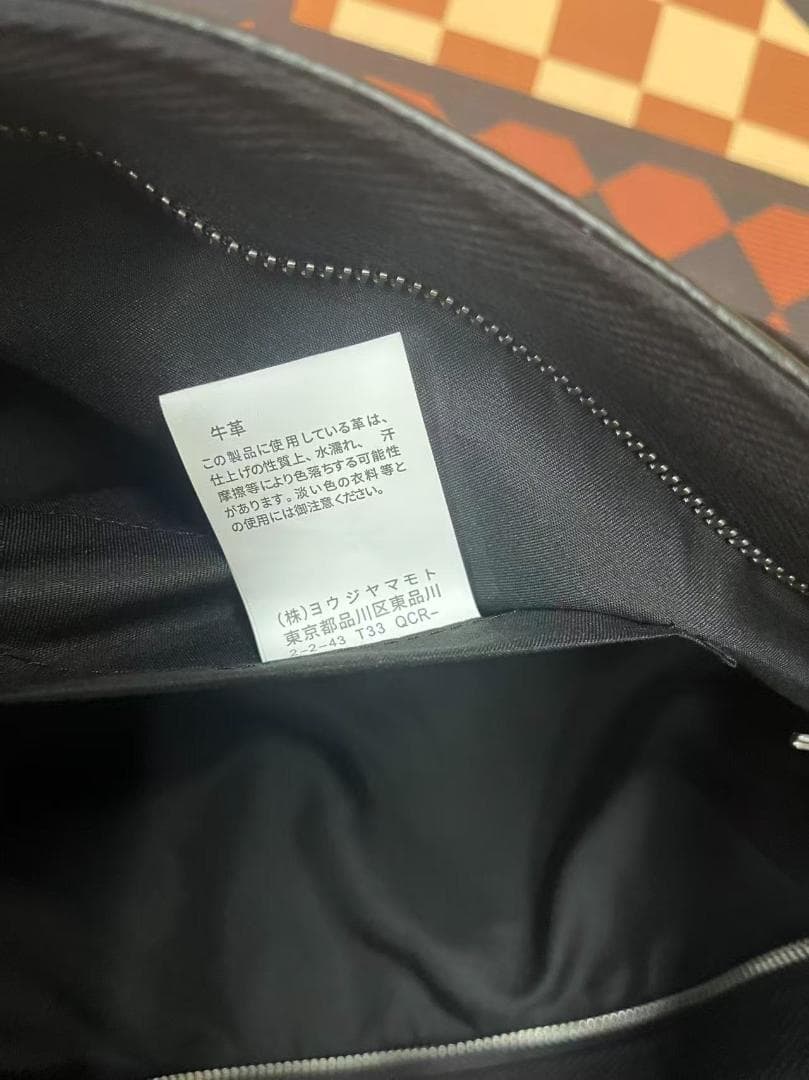 牛革
この製品に使用している革は、
仕上げの性質上、水濡れ、 汗
摩擦等により色落ちする可能性
があります。淡い色の衣料等と
の使用には御注意ください。
(株)ヨウジヤマモト
東京都品川区東品川
2-2-43 T33 QCR-